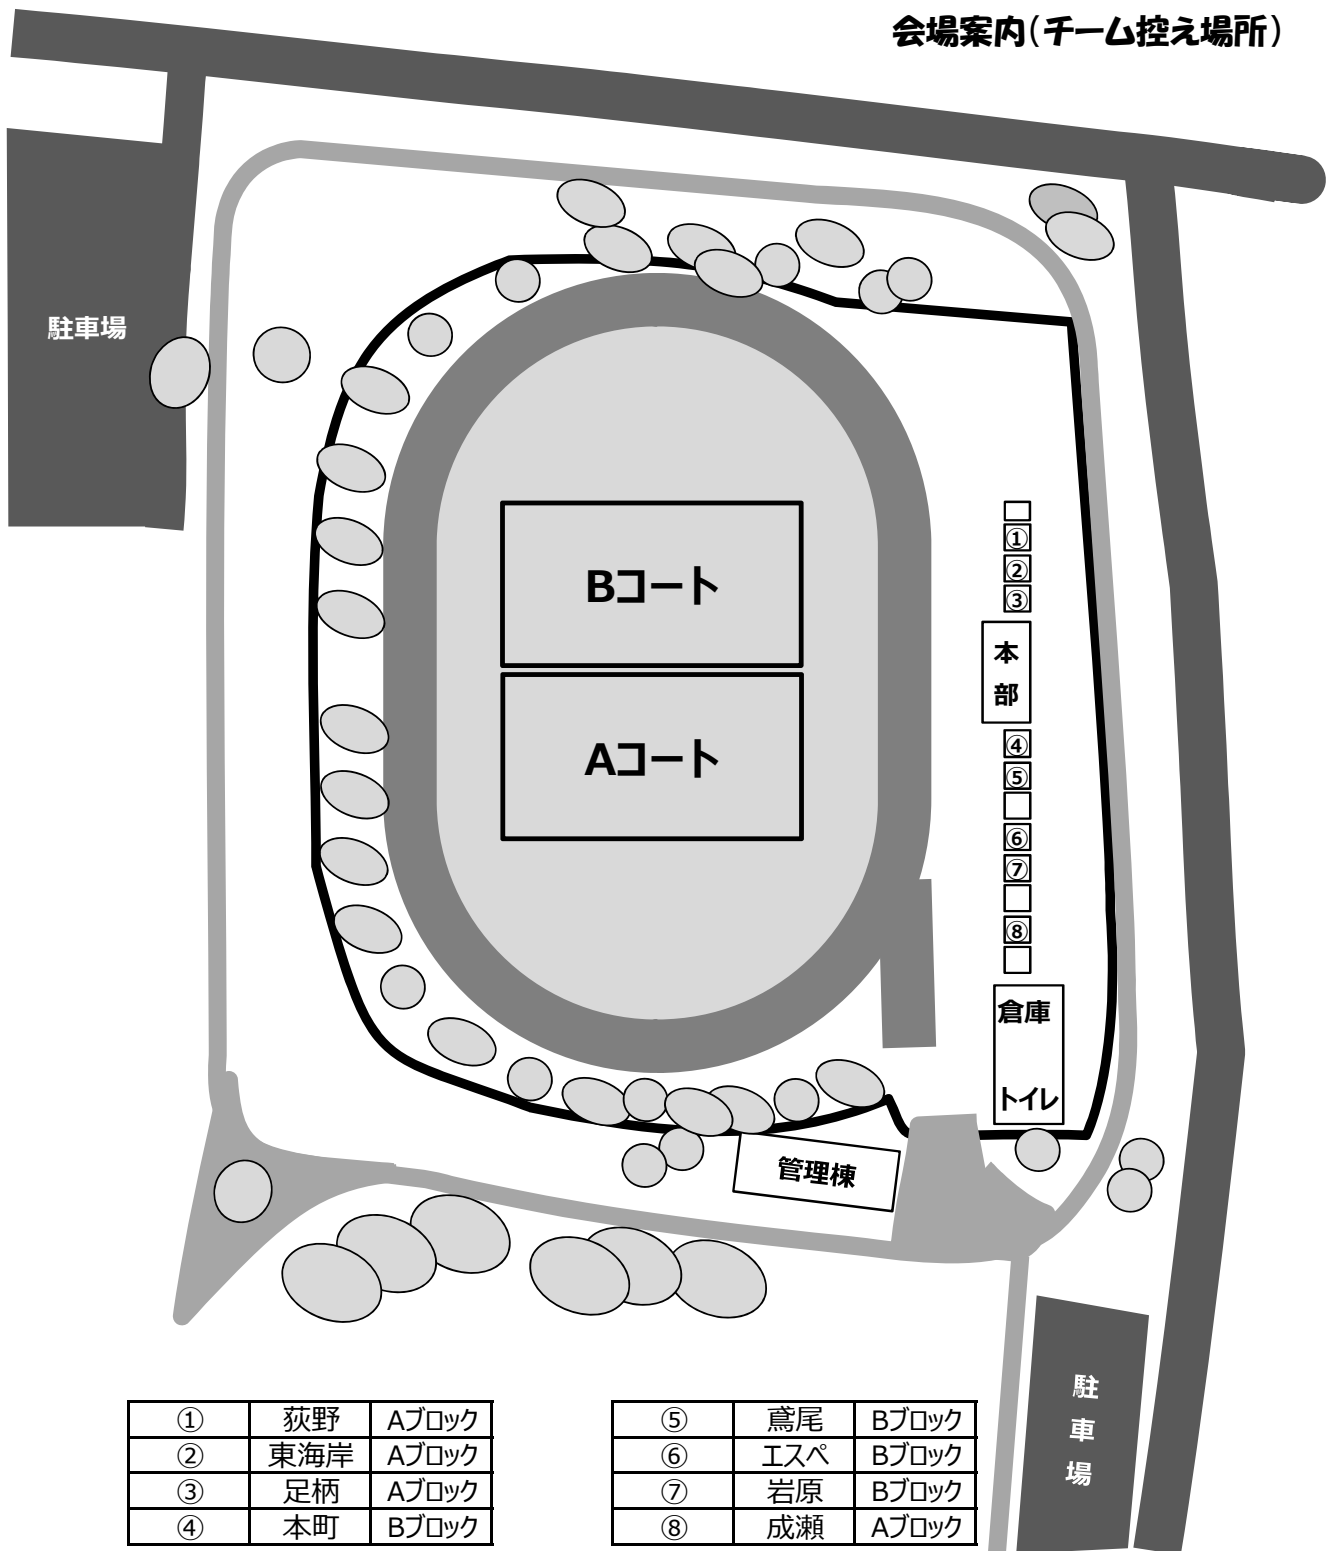 会場案内(チーム控え場所)
駐車場
Bコート
Aコート
①
②
③
本
部
④
⑤
⑥
⑦
⑧
倉庫
トイレ
管理棟
駐
車
場
① 荻野 Aブロック
② 東海岸 Aブロック
③ 足柄 Aブロック
④ 本町 Bブロック
⑤ 鳶尾 Bブロック
⑥ エスペ Bブロック
⑦ 岩原 Bブロック
⑧ 成瀬 Aブロック